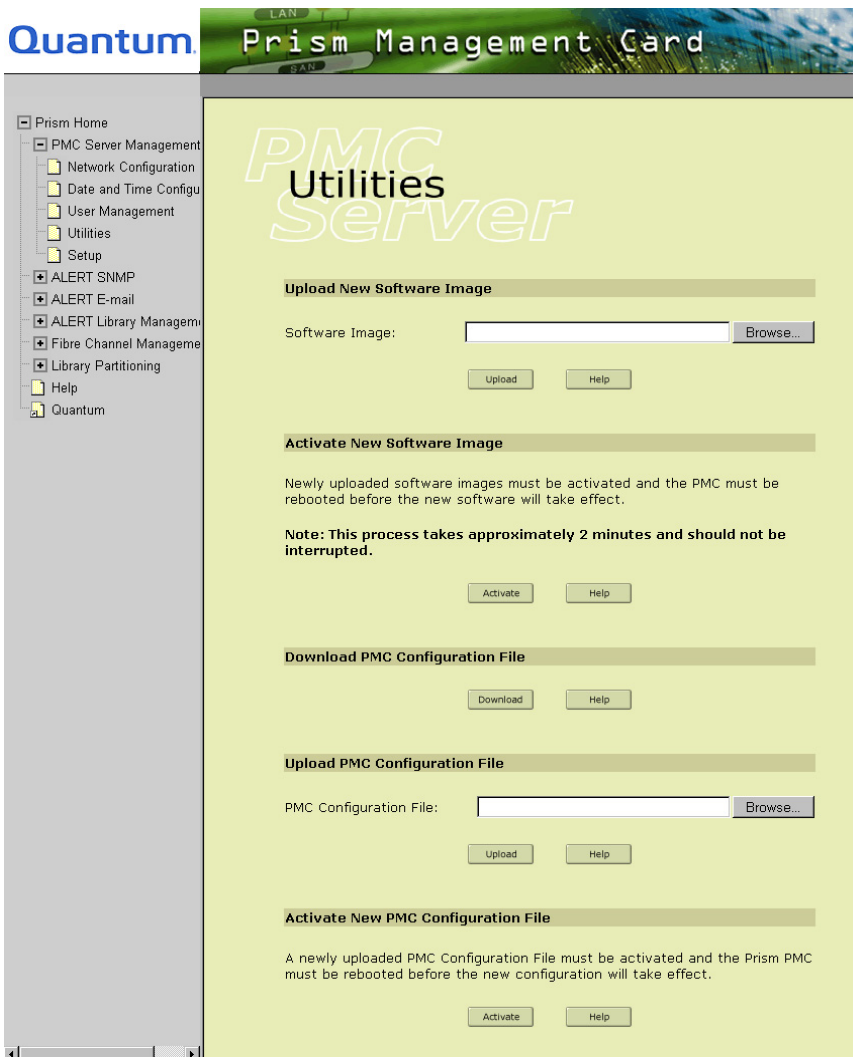 Quantum.
LAN
Prism Management Card
SAN
Prism Home
PMC Server Management
Network Configuration
Date and Time Configu
User Management
Utilities
Setup
ALERT SNMP
ALERT E-mail
ALERT Library Managem
Fibre Channel Manageme
Library Partitioning
Help
Quantum
PMC
Utilities
Server
Upload New Software Image
Software Image:
Browse...
Upload
Help
Activate New Software Image
Newly uploaded software images must be activated and the PMC must be
rebooted before the new software will take effect.
Note: This process takes approximately 2 minutes and should not be
interrupted.
Activate
Help
Download PMC Configuration File
Download
Help
Upload PMC Configuration File
PMC Configuration File:
Browse...
Upload
Help
Activate New PMC Configuration File
A newly uploaded PMC Configuration File must be activated and the Prism PMC
must be rebooted before the new configuration will take effect.
Activate
Help